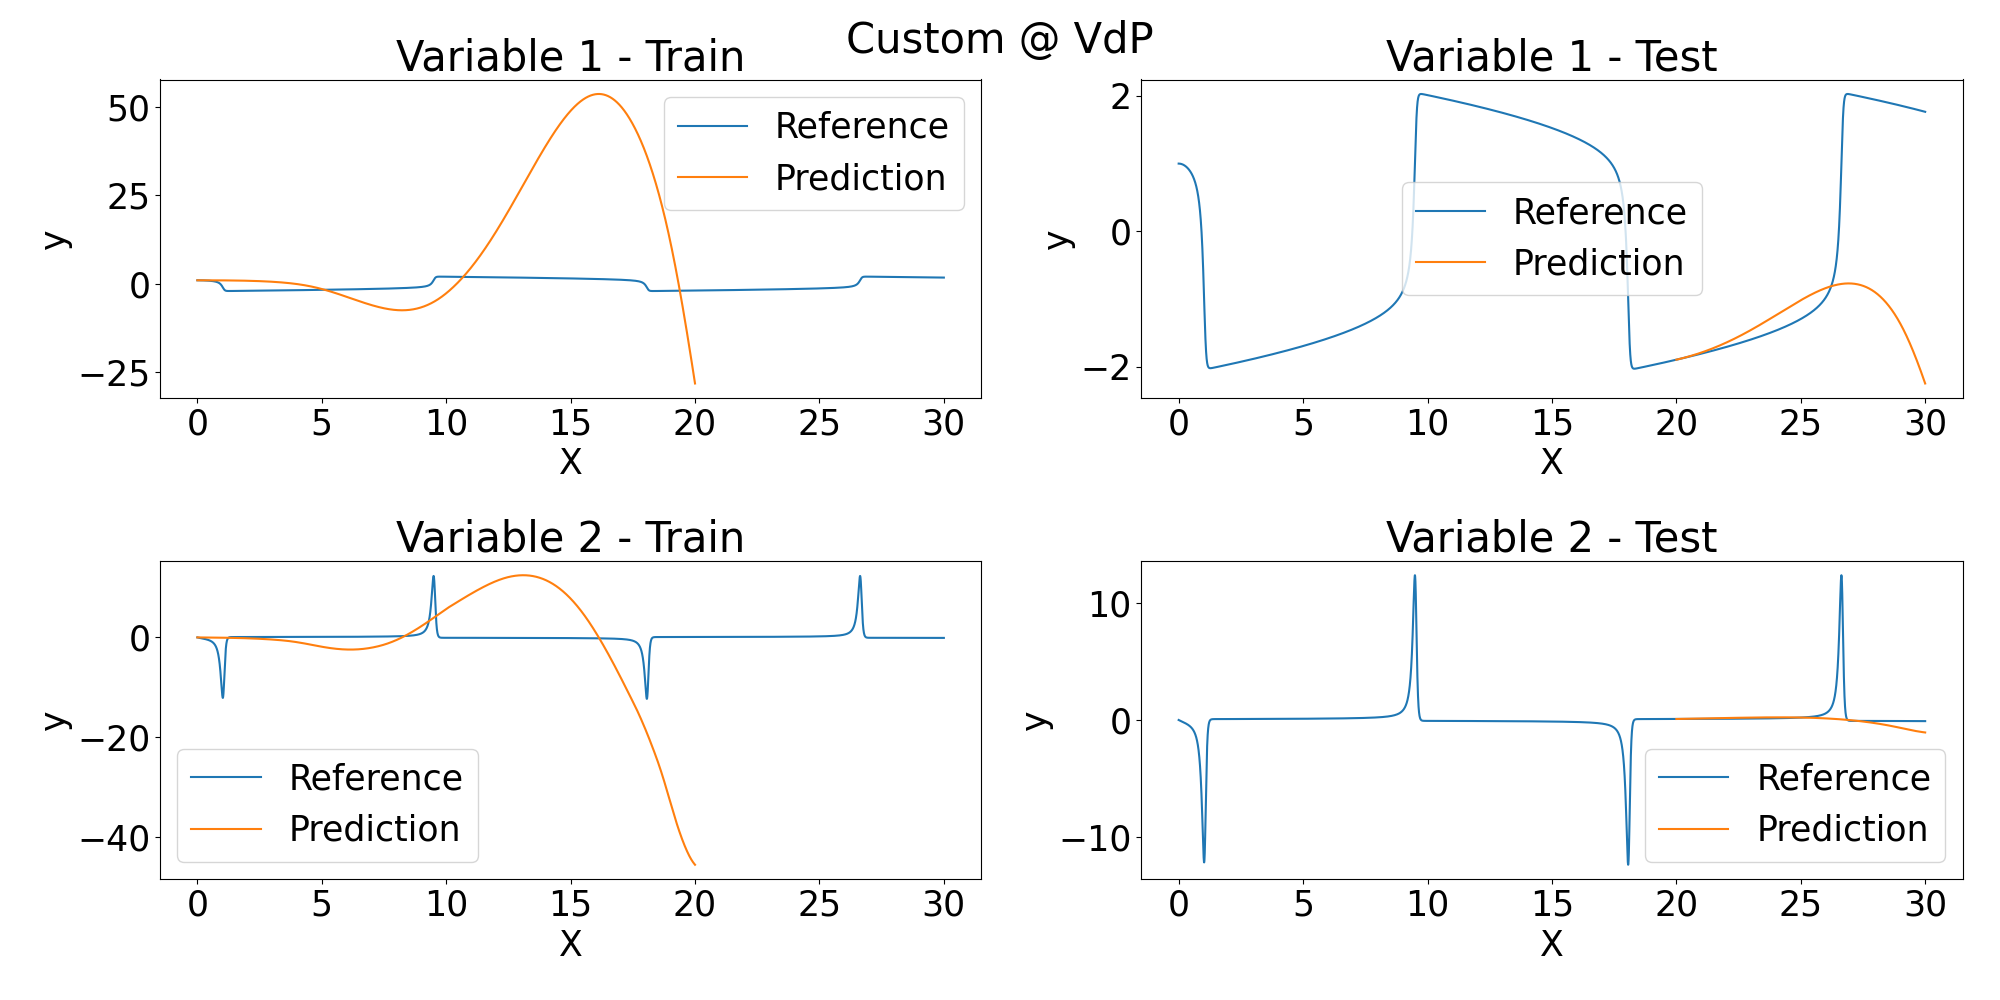 Custom @ VdP
Variable 1 - Train
50
25
0
−25
y
0 5 10 15 20 25 30
X
Reference
Prediction
Variable 1 - Test
2
0
−2
y
0 5 10 15 20 25 30
X
Reference
Prediction
Variable 2 - Train
0
−20
−40
y
0 5 10 15 20 25 30
X
Reference
Prediction
Variable 2 - Test
10
0
−10
y
0 5 10 15 20 25 30
X
Reference
Prediction